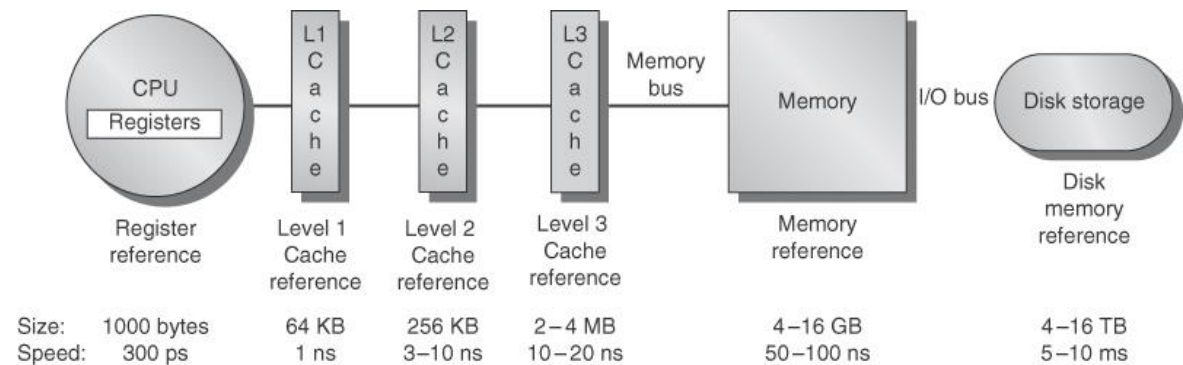 CPU
Registers
L1
C
a
c
h
e
L2
C
a
c
h
e
L3
C
a
c
h
e
Memory
bus
Memory
I/O bus
Disk storage
Register
reference
Level 1
Cache
reference
Level 2
Cache
reference
Level 3
Cache
reference
Memory
reference
Disk
memory
reference
Size: 1000 bytes 64 KB 256 KB 2–4 MB 4–16 GB 4–16 TB
Speed: 300 ps 1 ns 3–10 ns 10–20 ns 50–100 ns 5–10 ms